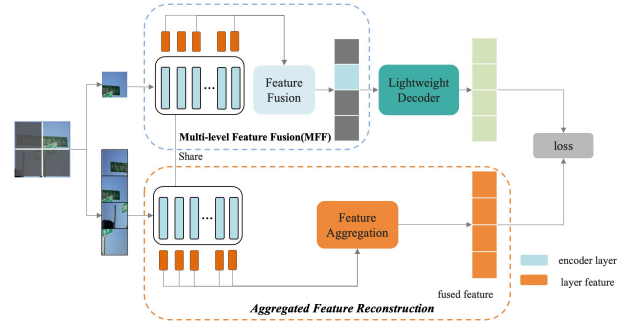 Feature
Fusion
Lightweight
Decoder
Multi-level Feature Fusion(MFF)
Share
loss
Feature
Aggregation
encoder layer
layer feature
fused feature
Aggregated Feature Reconstruction